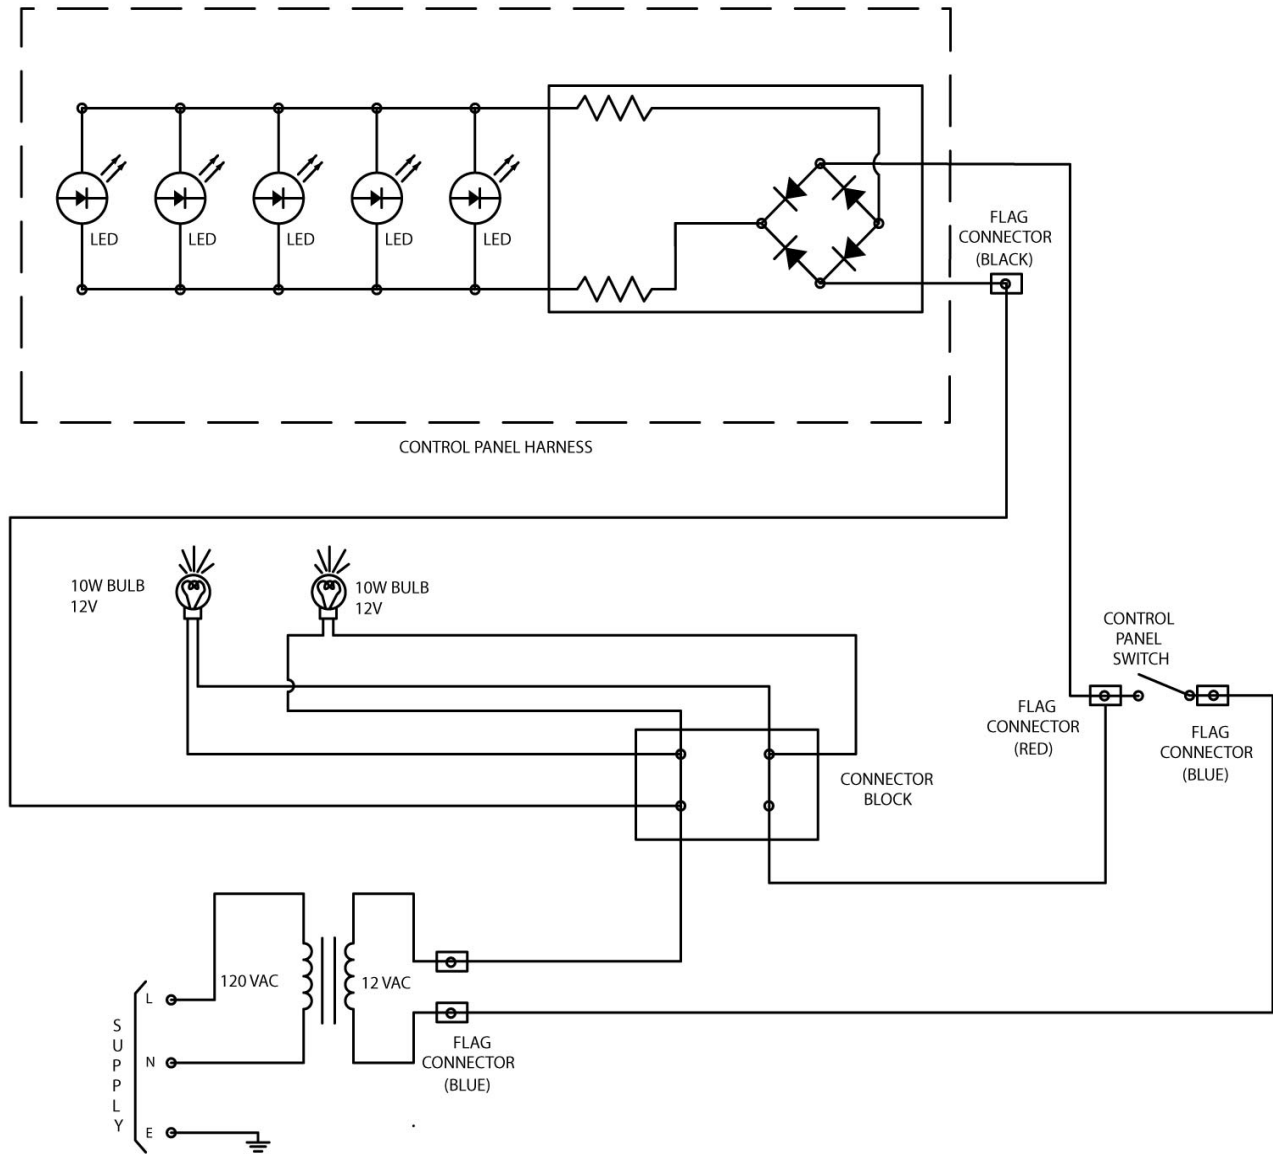 LED
LED
LED
LED
LED
FLAG
CONNECTOR
(BLACK)
CONTROL PANEL HARNESS
10W BULB
12V
10W BULB
12V
CONTROL
PANEL
SWITCH
FLAG
CONNECTOR
(RED)
FLAG
CONNECTOR
(BLUE)
CONNECTOR
BLOCK
120 VAC
12 VAC
L
N
E
SUPPLY
FLAG
CONNECTOR
(BLUE)